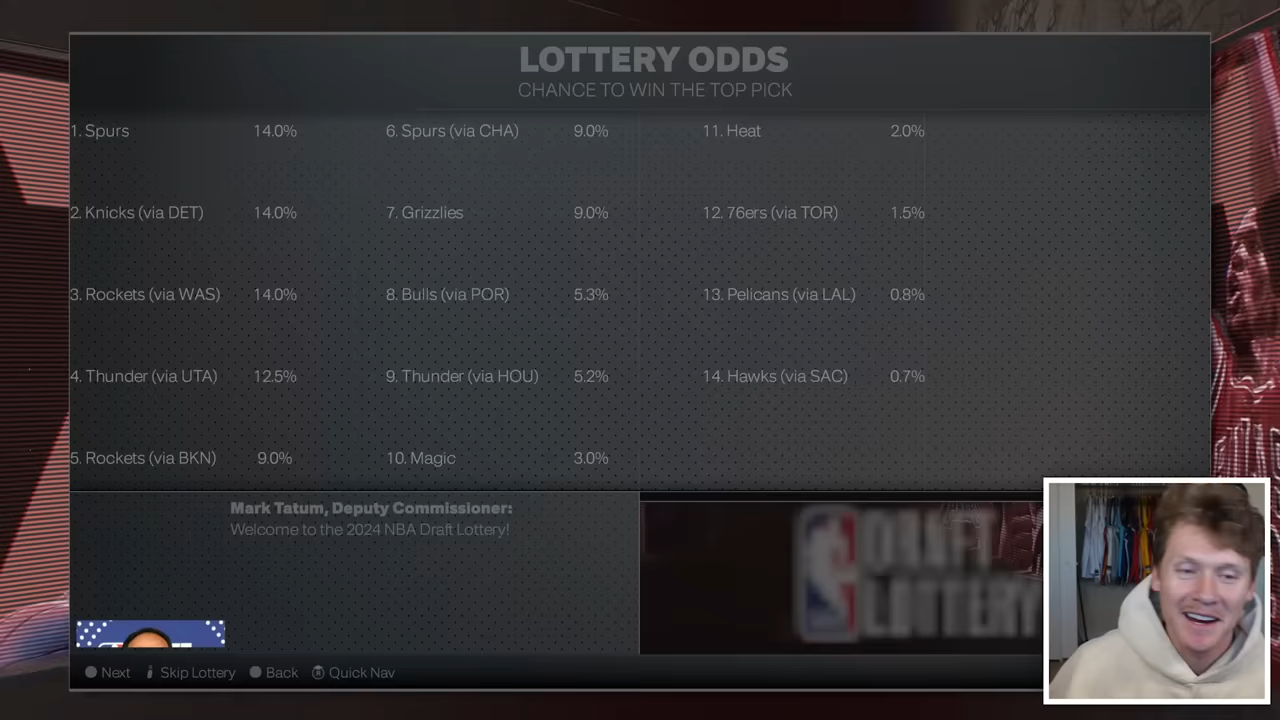 LOTTERY ODDS
CHANCE TO WIN THE TOP PICK
1. Spurs 14.0%
2. Knicks (via DET) 14.0%
3. Rockets (via WAS) 14.0%
4. Thunder (via UTA) 12.5%
5. Rockets (via BKN) 9.0%
6. Spurs (via CHA) 9.0%
7. Grizzlies 9.0%
8. Bulls (via POR) 5.3%
9. Thunder (via HOU) 5.2%
10. Magic 3.0%
11. Heat 2.0%
12. 76ers (via TOR) 1.5%
13. Pelicans (via LAL) 0.8%
14. Hawks (via SAC) 0.7%
Mark Tatum, Deputy Commissioner:
Welcome to the 2024 NBA Draft Lottery!
DRAFT
LOTTERY
Next Skip Lottery Back Quick Nav